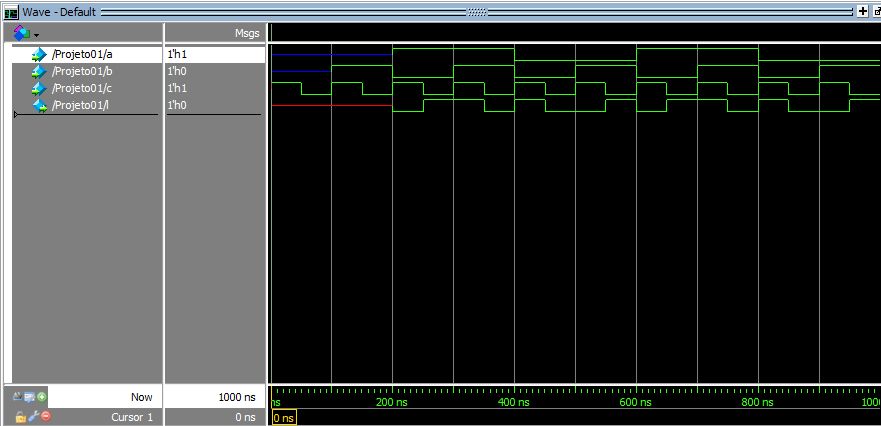 Wave - Default
Msgs
/Projeto01/a 1'h1
/Projeto01/b 1'h0
/Projeto01/c 1'h1
/Projeto01/l 1'h0
Now 1000 ns
ns 200 ns 400 ns 600 ns 800 ns 100
Cursor 1 0 ns
0 ns